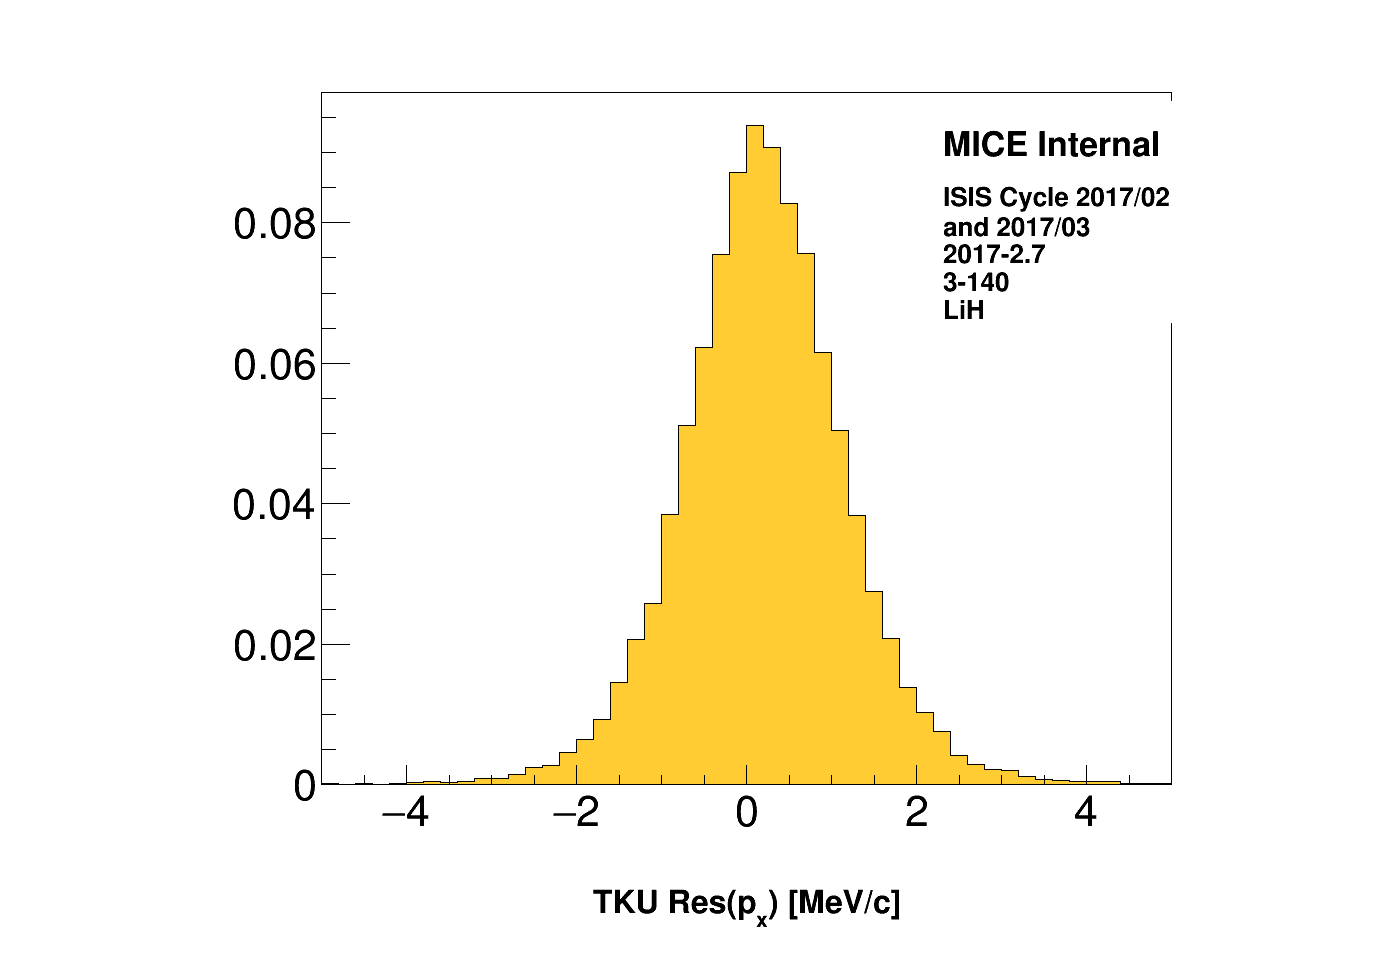 MICE Internal
ISIS Cycle 2017/02
and 2017/03
2017-2.7
3-140
LiH
0.08
0.06
0.04
0.02
0
−4 −2 0 2 4
TKU Res(px) [MeV/c]